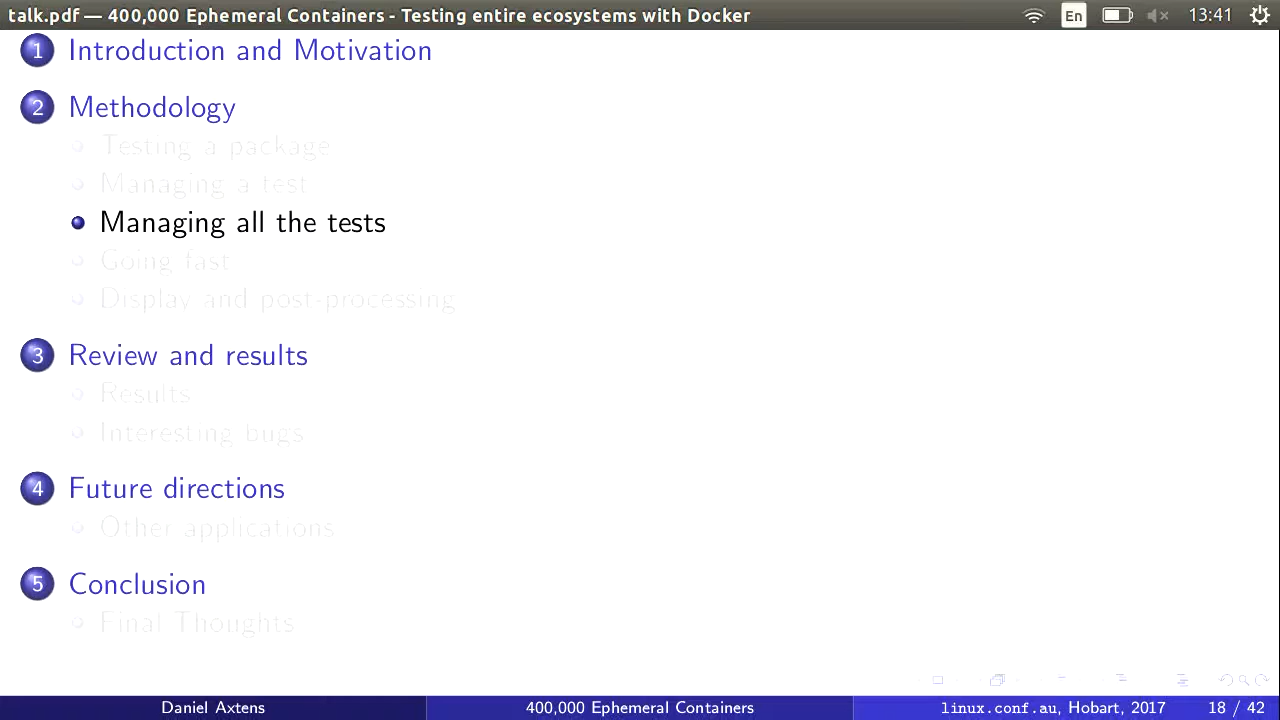 talk.pdf — 400,000 Ephemeral Containers - Testing entire ecosystems with Docker
En
13:41
1 Introduction and Motivation
2 Methodology
Testing a package
Managing a test
Managing all the tests
Going fast
Display and post-processing
3 Review and results
Results
Interesting bugs
4 Future directions
Other applications
5 Conclusion
Final Thoughts
Daniel Axtens
400,000 Ephemeral Containers
linux.conf.au, Hobart, 2017
18 / 42